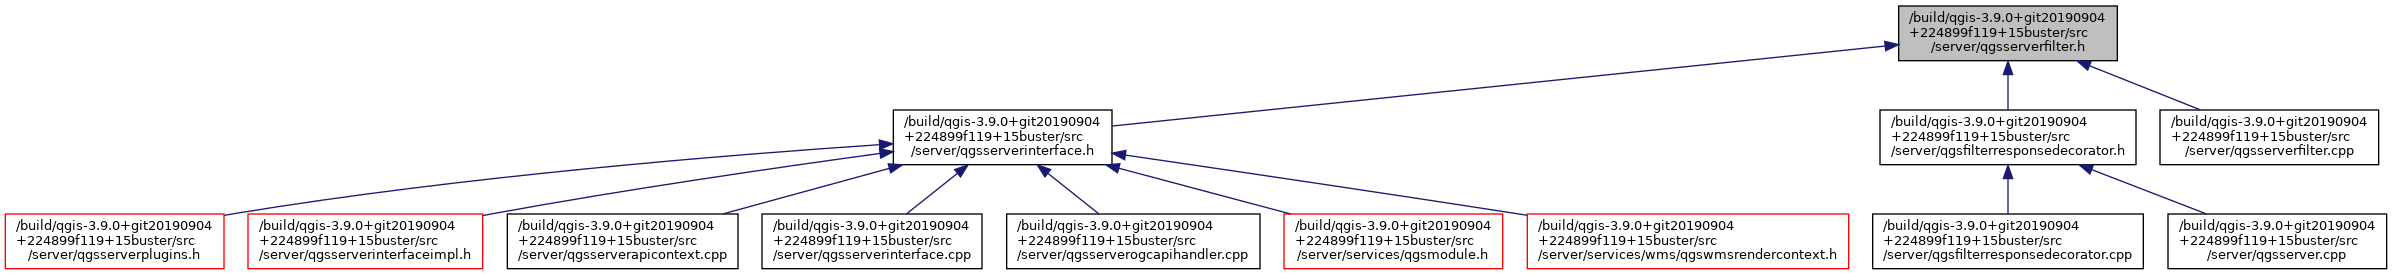 /build/qgis-3.9.0+git20190904
+224899f119+15buster/src
/server/qgsserverfilter.h
/build/qgis-3.9.0+git20190904
+224899f119+15buster/src
/server/qgsserverinterface.h
/build/qgis-3.9.0+git20190904
+224899f119+15buster/src
/server/qgsfilterresponsedecorator.h
/build/qgis-3.9.0+git20190904
+224899f119+15buster/src
/server/qgsserverfilter.cpp
/build/qgis-3.9.0+git20190904
+224899f119+15buster/src
/server/qgsserverplugins.h
/build/qgis-3.9.0+git20190904
+224899f119+15buster/src
/server/qgsserverinterfaceimpl.h
/build/qgis-3.9.0+git20190904
+224899f119+15buster/src
/server/qgsserverapicontext.cpp
/build/qgis-3.9.0+git20190904
+224899f119+15buster/src
/server/qgsserverinterface.cpp
/build/qgis-3.9.0+git20190904
+224899f119+15buster/src
/server/qgsserverogcapihandler.cpp
/build/qgis-3.9.0+git20190904
+224899f119+15buster/src
/server/services/qgsmodule.h
/build/qgis-3.9.0+git20190904
+224899f119+15buster/src
/server/services/wms/qgswmsrendercontext.h
/build/qgis-3.9.0+git20190904
+224899f119+15buster/src
/server/qgsfilterresponsedecorator.cpp
/build/qgis-3.9.0+git20190904
+224899f119+15buster/src
/server/qgsserver.cpp